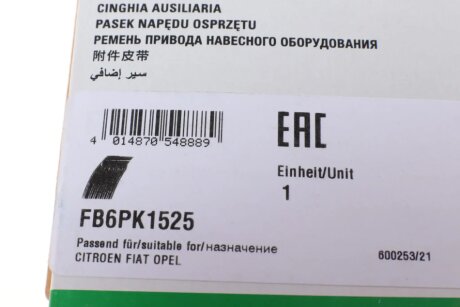 CINGHIA AUSILIARIA
PASEK NAPĘDU OSPRZĘTU
РЕМЕНЬ ПРИВОДА НАВЕСНОГО ОБОРУДОВАНИЯ
附件皮带
سير إضافي
4 014870 548889
EAC
Einheit/Unit
1
FB6PK1525
Passend für/suitable for/назначение
CITROEN FIAT OPEL
600253/21